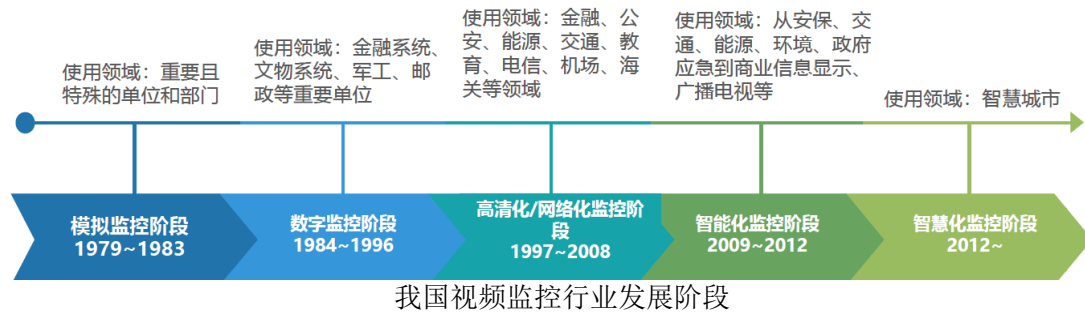 使用领域：重要且
特殊的单位和部门
使用领域：金融系统、
文物系统、军工、邮
政等重要单位
使用领域：金融、公
安、能源、交通、教
育、电信、机场、海
关等领域
使用领域：从安保、交
通、能源、环境、政府
应急到商业信息显示、
广播电视等
使用领域：智慧城市
模拟监控阶段
1979~1983
数字监控阶段
1984~1996
高清化/网络化监控阶
段
1997~2008
智能化监控阶段
2009~2012
智慧化监控阶段
2012~
我国视频监控行业发展阶段